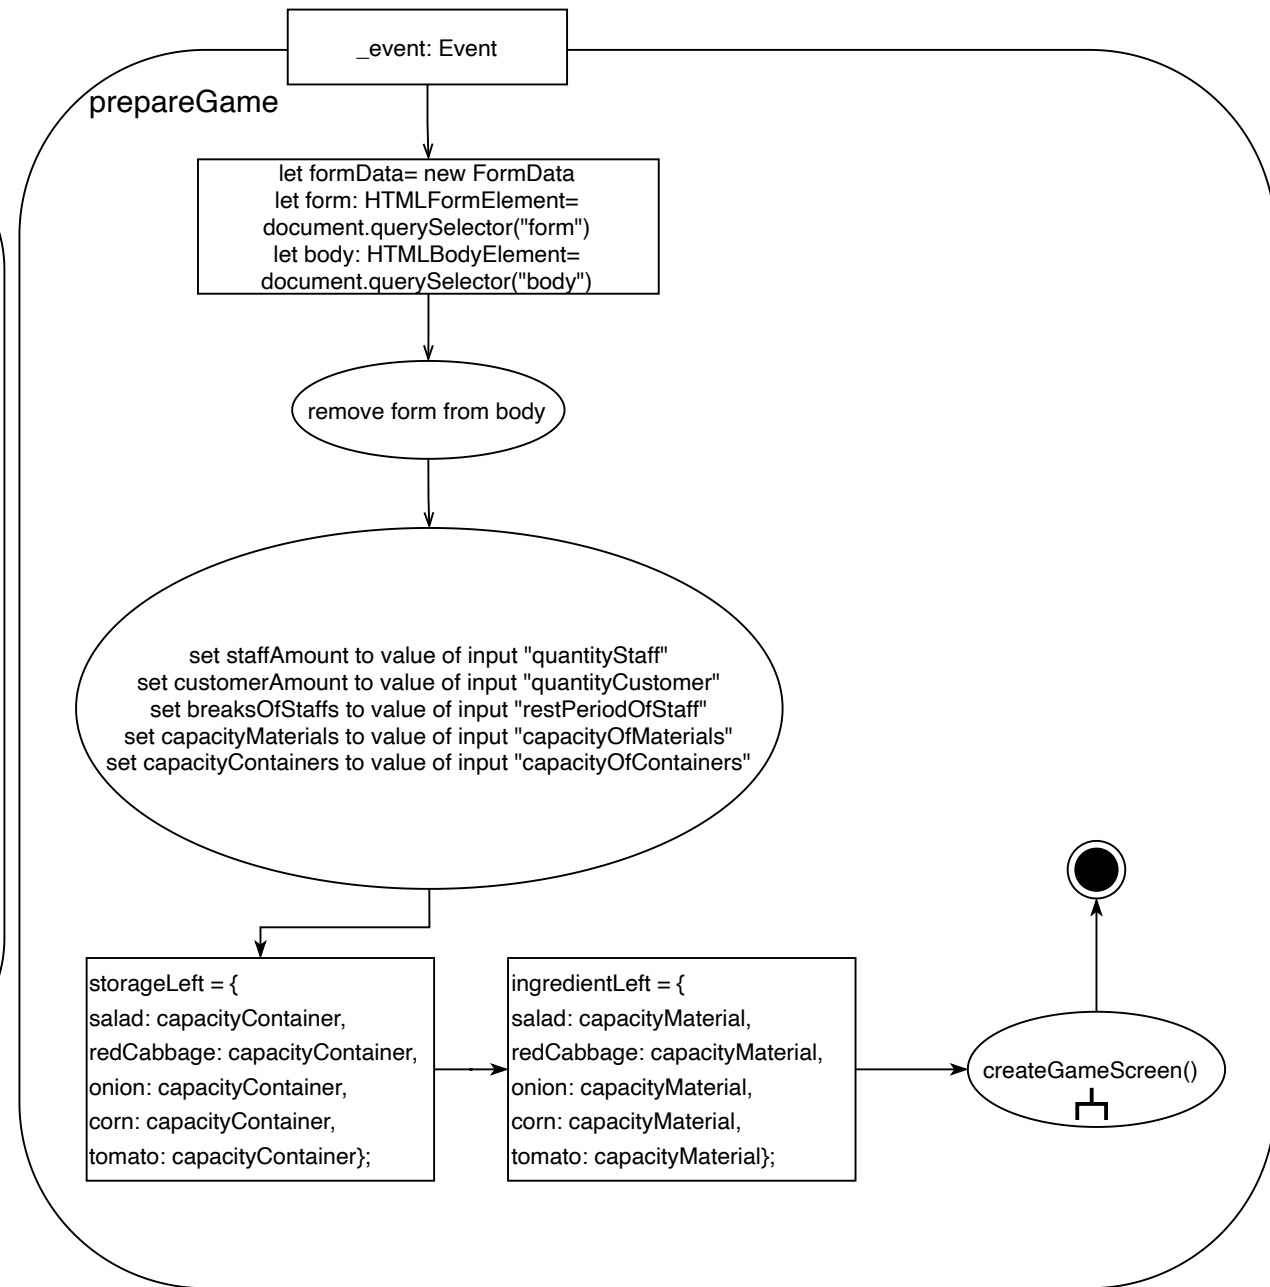 _event: Event
prepareGame
let formData= new FormData
let form: HTMLFormElement=
document.querySelector("form")
let body: HTMLBodyElement=
document.querySelector("body")
remove form from body
set staffAmount to value of input "quantityStaff"
set customerAmount to value of input "quantityCustomer"
set breaksOfStaffs to value of input "restPeriodOfStaff"
set capacityMaterials to value of input "capacityOfMaterials"
set capacityContainers to value of input "capacityOfContainers"
storageLeft = {
salad: capacityContainer,
redCabbage: capacityContainer,
onion: capacityContainer,
corn: capacityContainer,
tomato: capacityContainer};
ingredientLeft = {
salad: capacityMaterial,
redCabbage: capacityMaterial,
onion: capacityMaterial,
corn: capacityMaterial,
tomato: capacityMaterial};
createGameScreen()